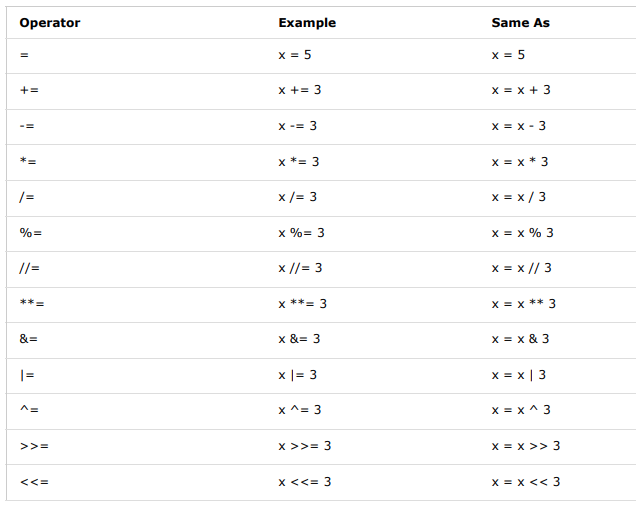 Operator Example Same As
= x = 5 x = 5
+= x += 3 x = x + 3
-= x -= 3 x = x - 3
*= x *= 3 x = x * 3
/= x /= 3 x = x / 3
%= x %= 3 x = x % 3
//= x //= 3 x = x // 3
**= x **= 3 x = x ** 3
&= x &= 3 x = x & 3
|= x |= 3 x = x | 3
^= x ^= 3 x = x ^ 3
>>= x >>= 3 x = x >> 3
<<= x <<= 3 x = x << 3